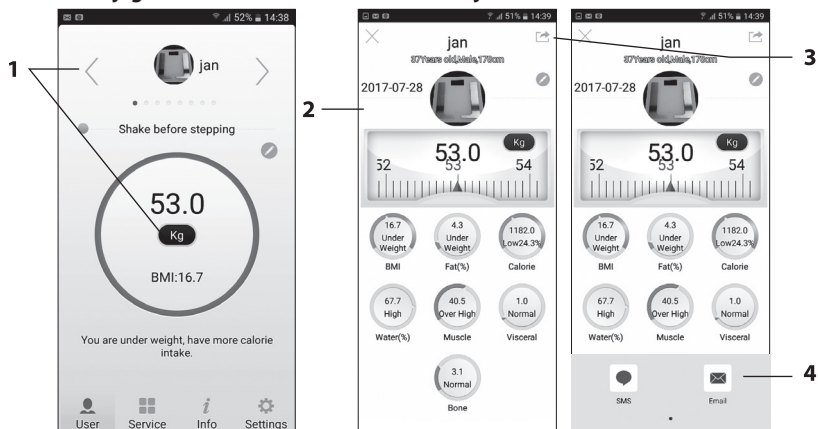 52% 14:38
jan
Shake before stepping
53.0
Kg
BMI:16.7
You are under weight, have more calorie
intake.
User Service Info Settings
1
2
51% 14:39
jan
37Years old,Male,170cm
2017-07-28
Kg
53.0
52 53 54
16.7 Under Weight
BMI
4.3 Under Weight
Fat(%)
1182.0 Low24.3%
Calorie
67.7 High
Water(%)
40.5 Over High
Muscle
1.0 Normal
Visceral
3.1 Normal
Bone
51% 14:39
jan
37Years old,Male,170cm
2017-07-28
Kg
53.0
52 53 54
16.7 Under Weight
BMI
4.3 Under Weight
Fat(%)
1182.0 Low24.3%
Calorie
67.7 High
Water(%)
40.5 Over High
Muscle
1.0 Normal
Visceral
SMS
Email
3
4